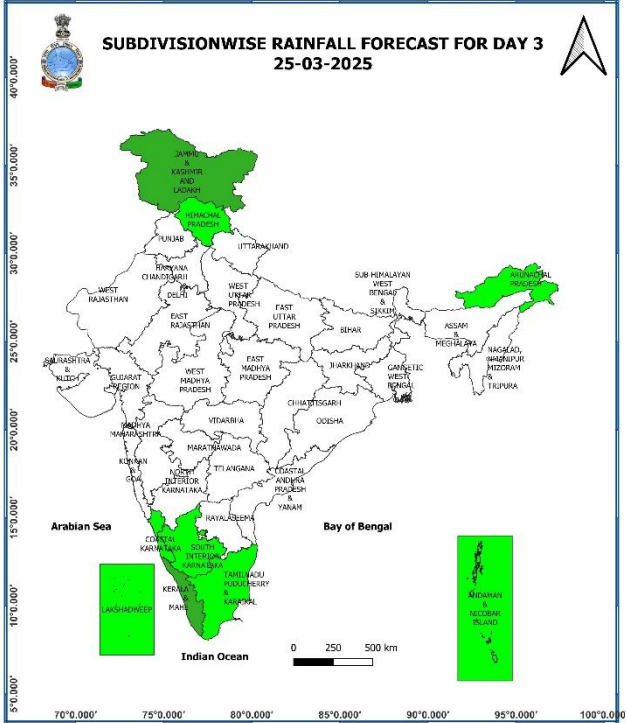 SUBDIVISIONWISE RAINFALL FORECAST FOR DAY 3
25-03-2025
40°0.000'
35°0.000'
30°0.000'
25°0.000'
20°0.000'
15°0.000'
10°0.000'
5°0.000'
JAMMU
&
KASHMIR
AND
LADAKH
HIMACHAL
PRADESH
PUNJAB
UTTARAKHAND
HARYANA
CHANDIGARH
&
DELHI
WEST
RAJASTHAN
WEST
UTTAR
PRADESH
EAST
RAJASTHAN
EAST
UTTAR
PRADESH
SUB-HIMALAYAN
WEST
BENGAL
&
SIKKIM
ARUNACHAL
PRADESH
BIHAR
ASSAM
&
MEGHALAYA
NAGALAD,
MANIPUR
MIZORAM
&
TRIPURA
SAURASHTRA
&
KUTCH
GUJARAT
REGION
WEST
MADHYA
PRADESH
EAST
MADHYA
PRADESH
JHARKHAND
GANGETIC
WEST
BENGAL
CHHATTISGARH
ODISHA
VIDARBHA
MADHYA
MAHARASHTRA
MARATHAWADA
KONKAN
&
GOA
NORTH
INTERIOR
KARNATAKA
TELANGANA
COASTAL
ANDHRA
PRADESH
&
YANAM
RAYALASEEMA
Arabian Sea
Bay of Bengal
COASTAL
KARNATAKA
SOUTH
INTERIOR
KARNATAKA
TAMILNADU
PUDUCHERRY
&
KARAIKAL
KERALA
&
MAHE
LAKSHADWEEP
ANDAMAN
&
NICOBAR
ISLAND
Indian Ocean
0 250 500 km
70°0.000' 75°0.000' 80°0.000' 85°0.000' 90°0.000' 95°0.000' 100°0.000'